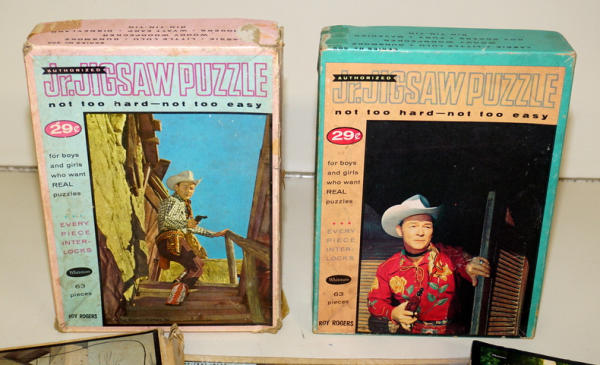 AUTHORIZED
Jr. JIGSAW PUZZLE
not too hard—not too easy
29¢
for boys
and girls
who want
REAL
puzzles
EVERY
PIECE
INTER-
LOCKS
Whitman
63
pieces
ROY ROGERS
AUTHORIZED
Jr. JIGSAW PUZZLE
not too hard—not too easy
29¢
for boys
and girls
who want
REAL
puzzles
EVERY
PIECE
INTER-
LOCKS
Whitman
63
pieces
ROY ROGERS